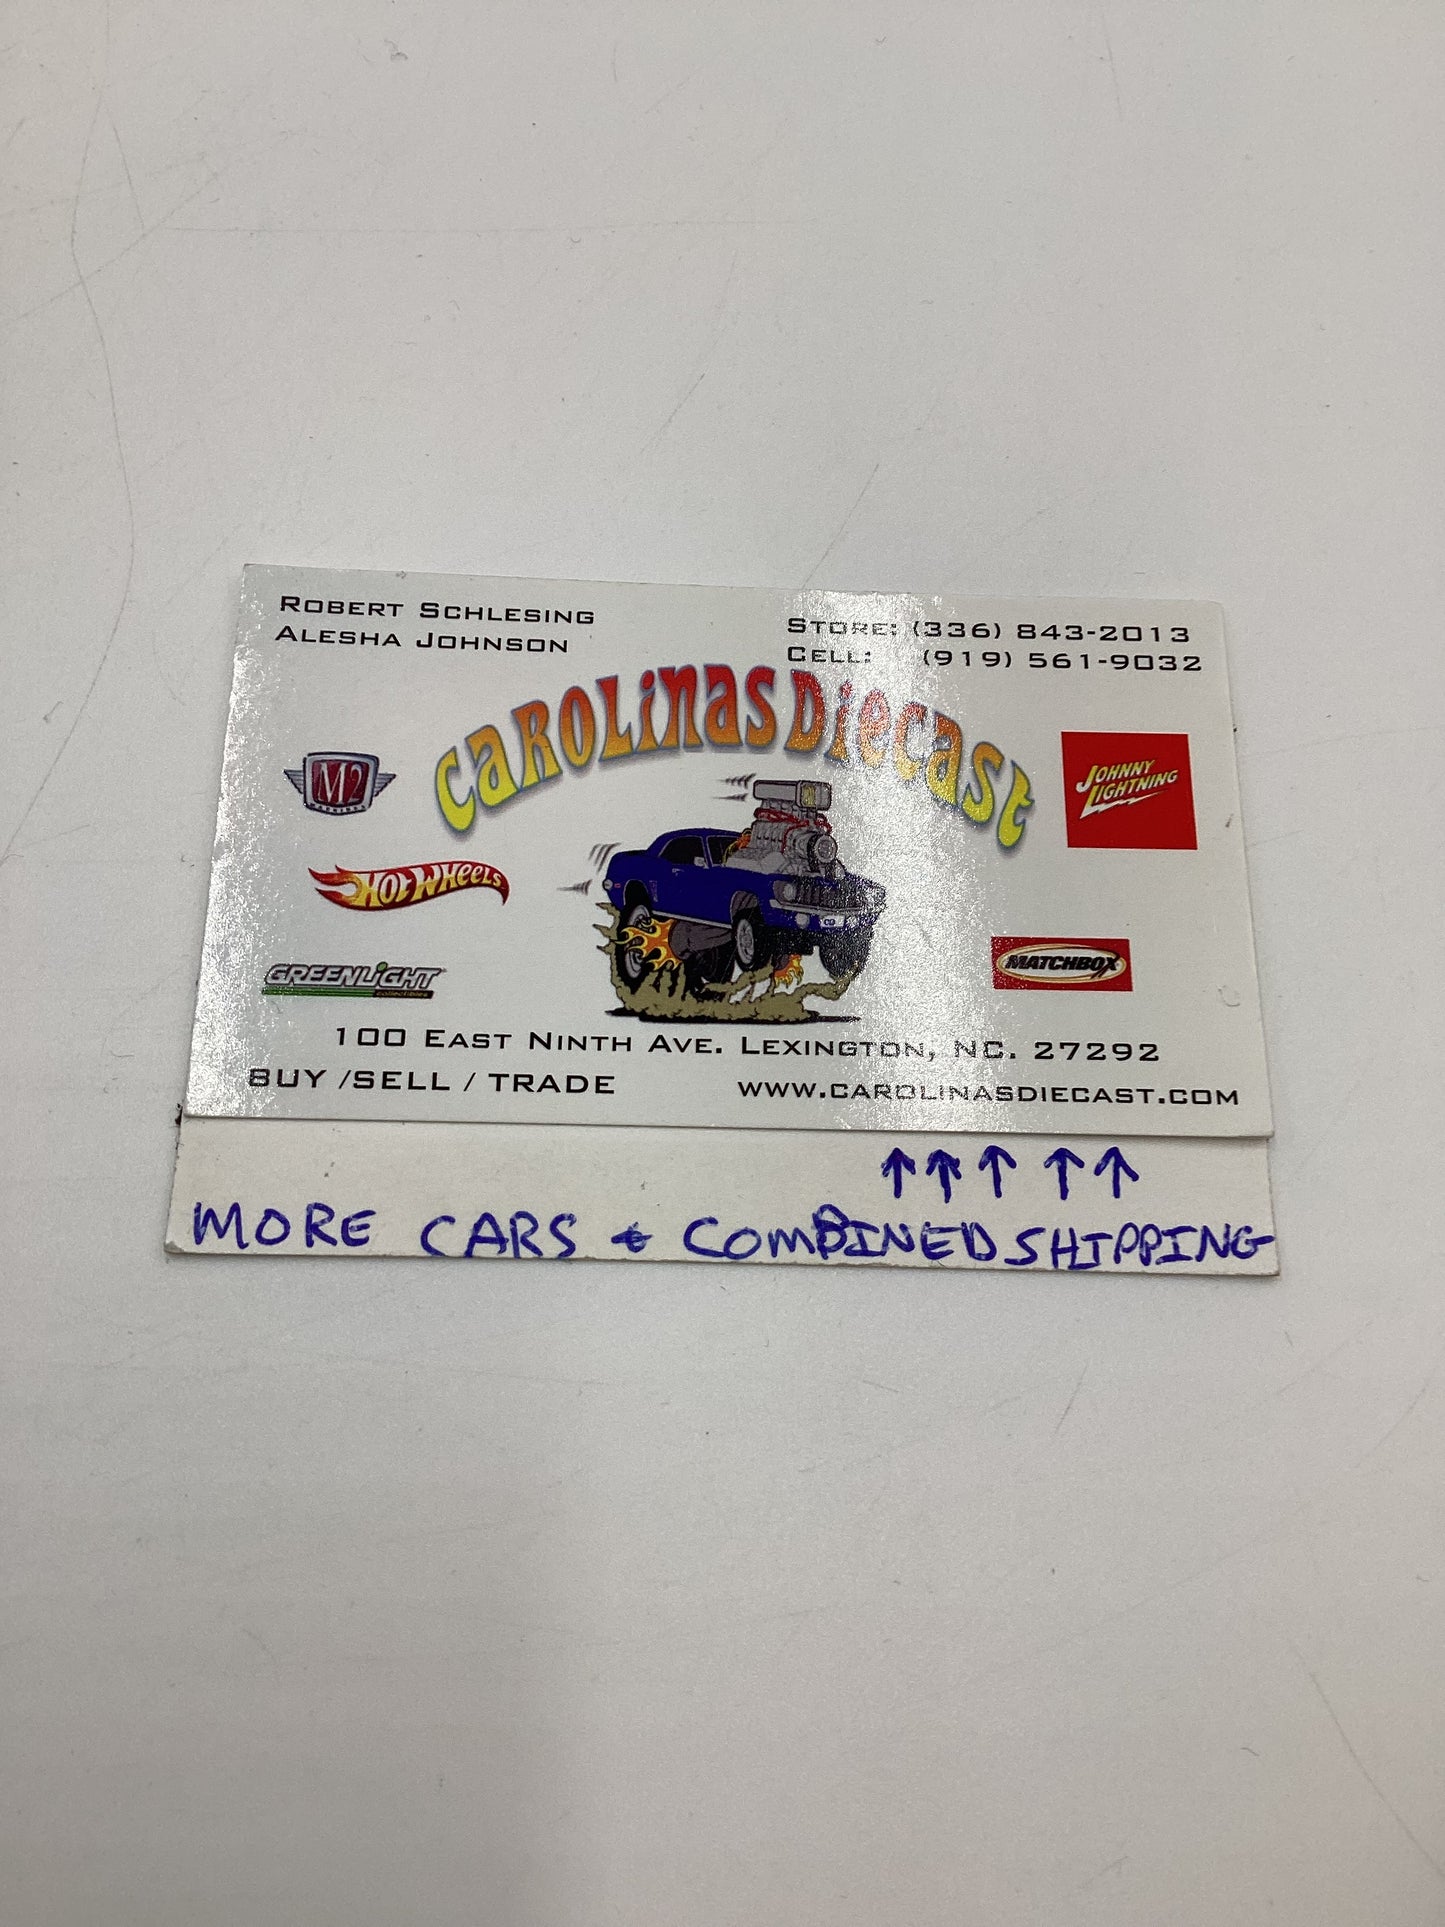 ROBERT SCHLESING
ALESHA JOHNSON
STORE: (336) 843-2013
CELL: (919) 561-9032
CAROLINAS DIECAST
M2
MACHINES
JOHNNY
LIGHTNING
HOT WHEELS
GREENLIGHT
collectibles
MATCHBOX
100 EAST NINTH AVE. LEXINGTON, NC. 27292
BUY /SELL / TRADE
WWW.CAROLINASDIECAST.COM
↑↑↑ ↑↑
MORE CARS & COMBINED SHIPPING